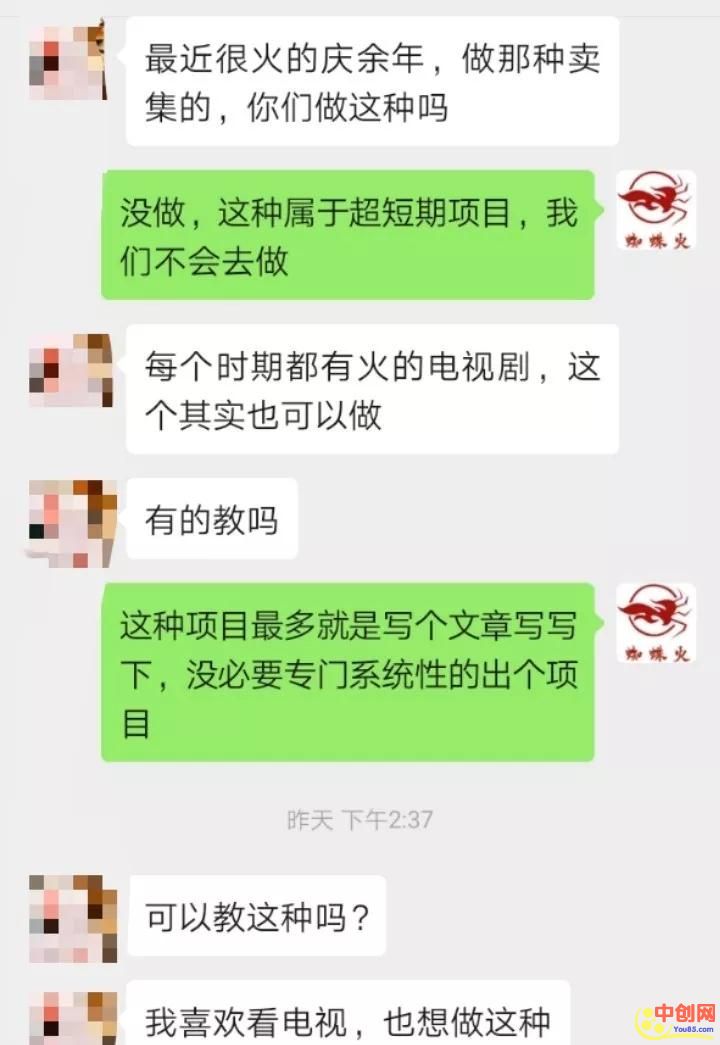 最近很火的庆余年，做那种卖
集的，你们做这种吗
没做，这种属于超短期项目，我
们不会去做
蜘蛛火
每个时期都有火的电视剧，这
个其实也可以做
有的教吗
这种项目最多就是写个文章写写
下，没必要专门系统性的出个项
目
蜘蛛火
昨天 下午2:37
可以教这种吗？
我喜欢看电视，也想做这种
中创网
You85.com